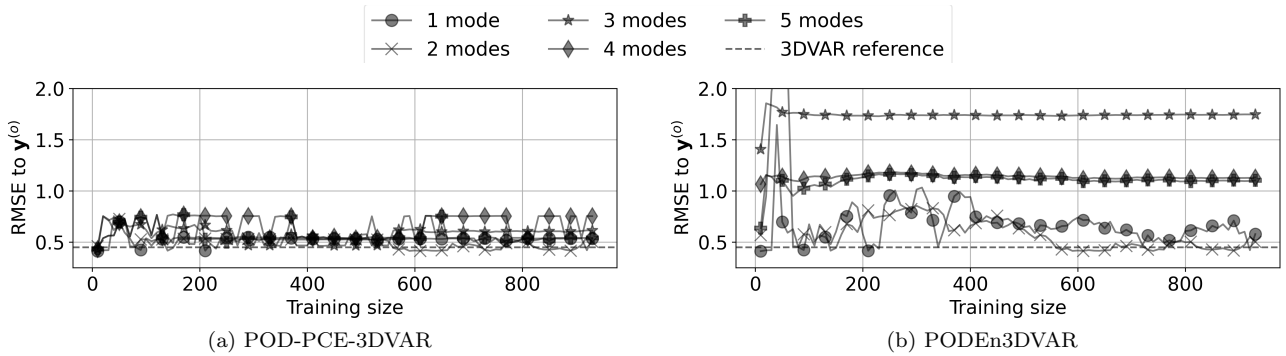 1 mode 3 modes 5 modes
2 modes 4 modes 3DVAR reference
2.0
1.5
1.0
0.5
RMSE to y^(o)
0 200 400 600 800
Training size
(a) POD-PCE-3DVAR
2.0
1.5
1.0
0.5
RMSE to y^(o)
0 200 400 600 800
Training size
(b) PODEn3DVAR